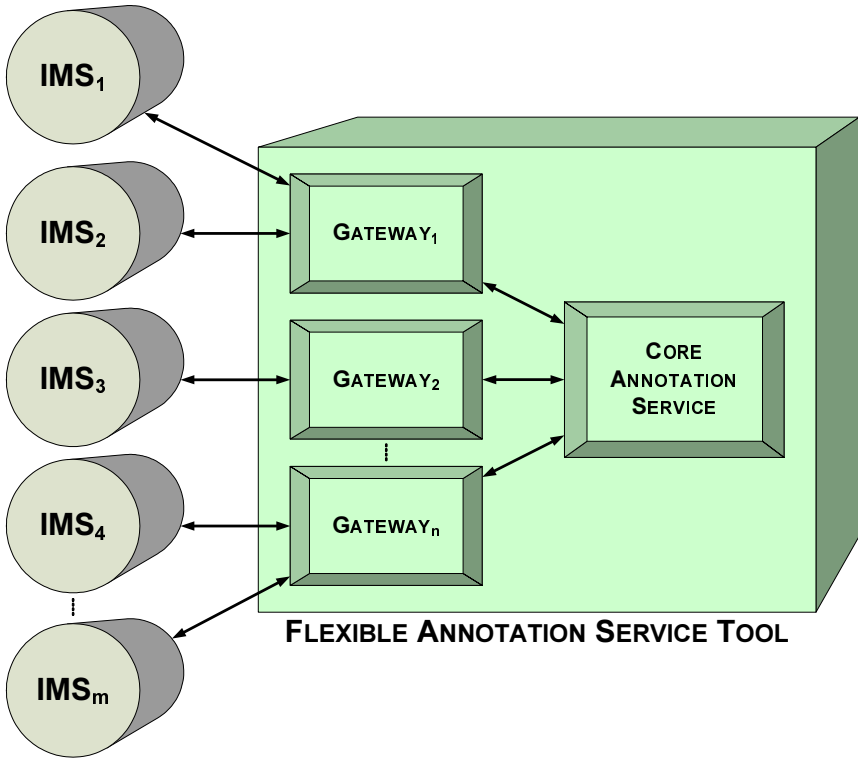 IMS1
IMS2
IMS3
IMS4
IMSm
GATEWAY1
GATEWAY2
GATEWAYn
CORE
ANNOTATION
SERVICE
FLEXIBLE ANNOTATION SERVICE TOOL